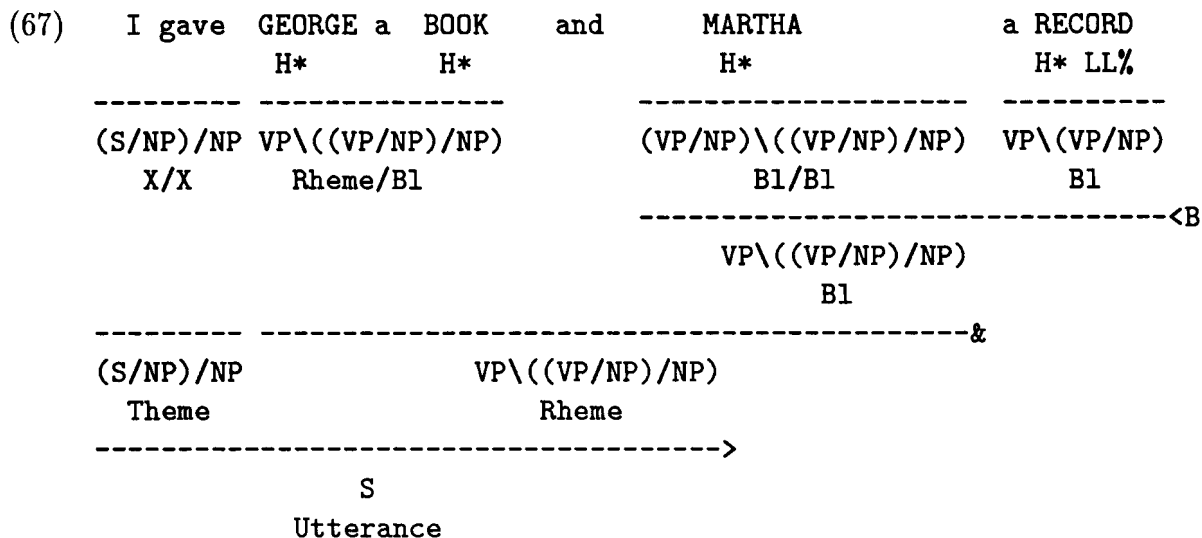 (67) I gave GEORGE a BOOK and MARTHA a RECORD
H* H* H* H* LL%
--------- --------------- ------------------- ----------
(S/NP)/NP VP\((VP/NP)/NP) (VP/NP)\((VP/NP)/NP) VP\(VP/NP)
X/X Rheme/Bl Bl/Bl Bl
-------------------------------<B
VP\((VP/NP)/NP)
Bl
--------- ------------------------------------------&
(S/NP)/NP VP\((VP/NP)/NP)
Theme Rheme
-------------------------------------->
S
Utterance